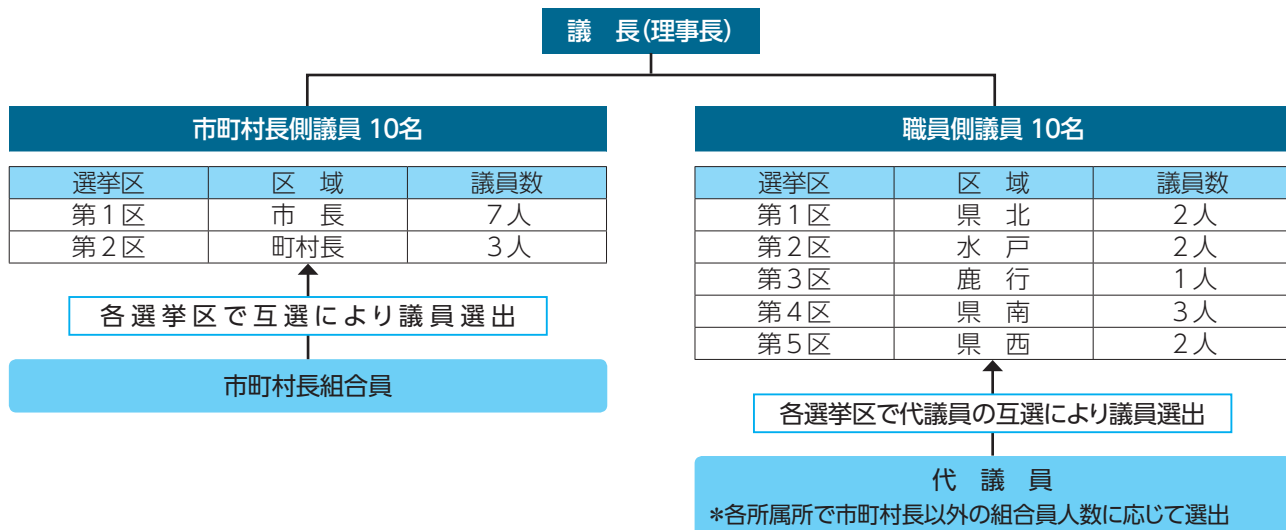 議　長(理事長)
市町村長側議員 10名
選挙区 区　域 議員数
第1区 市　長 7人
第2区 町村長 3人
各選挙区で互選により議員選出
市町村長組合員
職員側議員 10名
選挙区 区　域 議員数
第1区 県　北 2人
第2区 水　戸 2人
第3区 鹿　行 1人
第4区 県　南 3人
第5区 県　西 2人
各選挙区で代議員の互選により議員選出
代　議　員
*各所属所で市町村長以外の組合員人数に応じて選出